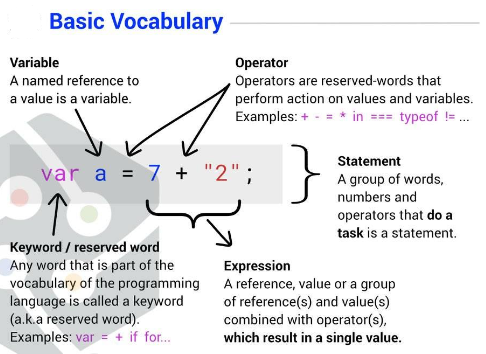 Basic Vocabulary
Variable
A named reference to
a value is a variable.
Operator
Operators are reserved-words that
perform action on values and variables.
Examples: + - = * in === typeof != ...
var a = 7 + "2";
Statement
A group of words,
numbers and
operators that do a
task is a statement.
Keyword / reserved word
Any word that is part of the
vocabulary of the programming
language is called a keyword
(a.k.a reserved word).
Examples: var = + if for...
Expression
A reference, value or a group
of reference(s) and value(s)
combined with operator(s),
which result in a single value.